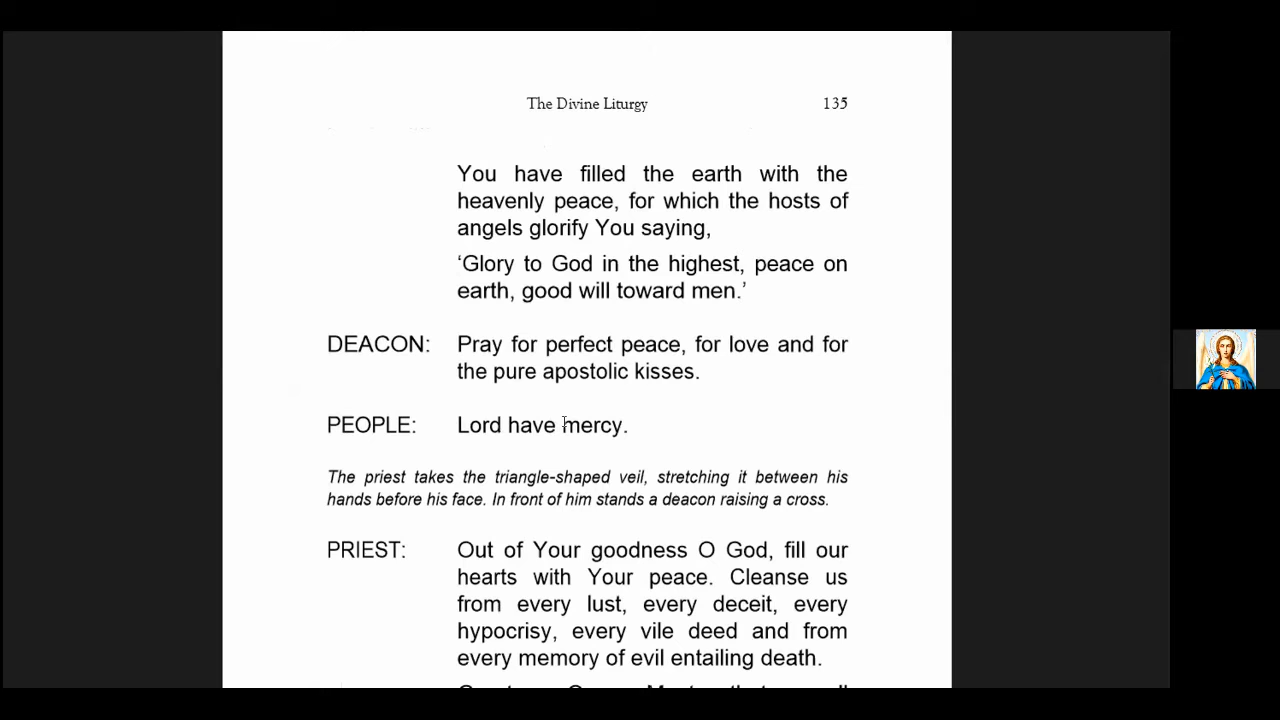 The Divine Liturgy 135
You have filled the earth with the
heavenly peace, for which the hosts of
angels glorify You saying,
‘Glory to God in the highest, peace on
earth, good will toward men.’
DEACON: Pray for perfect peace, for love and for
the pure apostolic kisses.
PEOPLE: Lord have mercy.
The priest takes the triangle-shaped veil, stretching it between his
hands before his face. In front of him stands a deacon raising a cross.
PRIEST: Out of Your goodness O God, fill our
hearts with Your peace. Cleanse us
from every lust, every deceit, every
hypocrisy, every vile deed and from
every memory of evil entailing death.